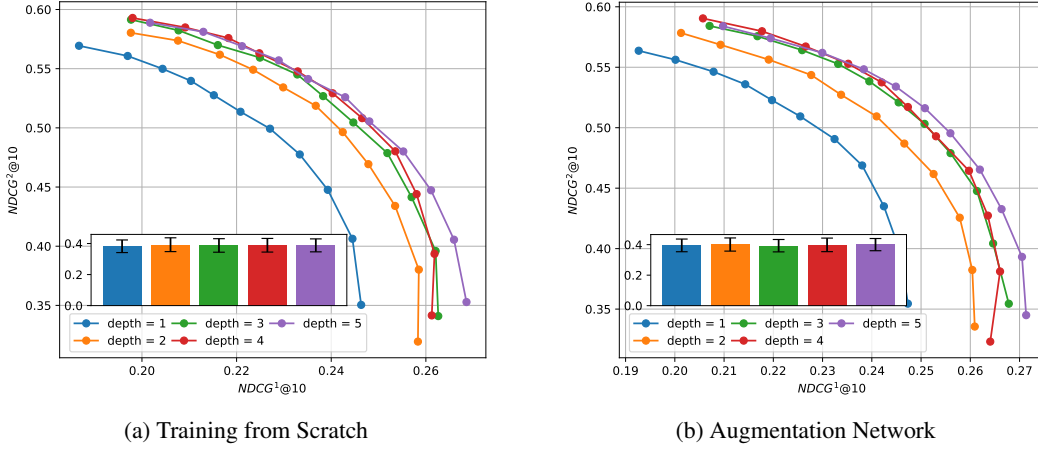 0.60
0.55
0.50
0.45
0.40
0.35
NDCG²@10
0.4
0.2
0.0
depth = 1
depth = 3
depth = 5
depth = 2
depth = 4
0.20
0.22
0.24
0.26
NDCG¹@10
(a) Training from Scratch
0.60
0.55
0.50
0.45
0.40
0.35
NDCG²@10
0.4
0.2
0.0
depth = 1
depth = 3
depth = 5
depth = 2
depth = 4
0.19
0.20
0.21
0.22
0.23
0.24
0.25
0.26
0.27
NDCG¹@10
(b) Augmentation Network